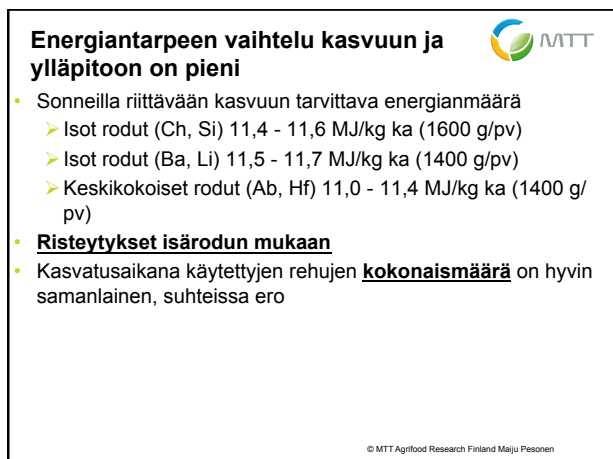 Energiantarpeen vaihtelu kasvuun ja
ylläpitoon on pieni
MTT
• Sonneilla riittävään kasvuun tarvittava energianmäärä
➢ Isot rodut (Ch, Si) 11,4 - 11,6 MJ/kg ka (1600 g/pv)
➢ Isot rodut (Ba, Li) 11,5 - 11,7 MJ/kg ka (1400 g/pv)
➢ Keskikokoiset rodut (Ab, Hf) 11,0 - 11,4 MJ/kg ka (1400 g/
pv)
• Risteytykset isärodun mukaan
• Kasvatusaikana käytettyjen rehujen kokonaismäärä on hyvin
samanlainen, suhteissa ero
© MTT Agrifood Research Finland Maiju Pesonen